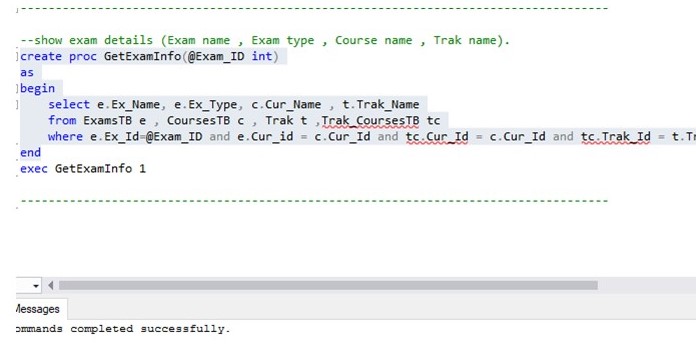 --show exam details (Exam name , Exam type , Course name , Trak name).
create proc GetExamInfo(@Exam_ID int)
as
begin
select e.Ex_Name, e.Ex_Type, c.Cur_Name , t.Trak_Name
from ExamsTB e , CoursesTB c , Trak t ,Trak_CoursesTB tc
where e.Ex_Id=@Exam_ID and e.Cur_id = c.Cur_Id and tc.Cur_Id = c.Cur_Id and tc.Trak_Id = t.Tr
end
exec GetExamInfo 1
Messages
ommands completed successfully.